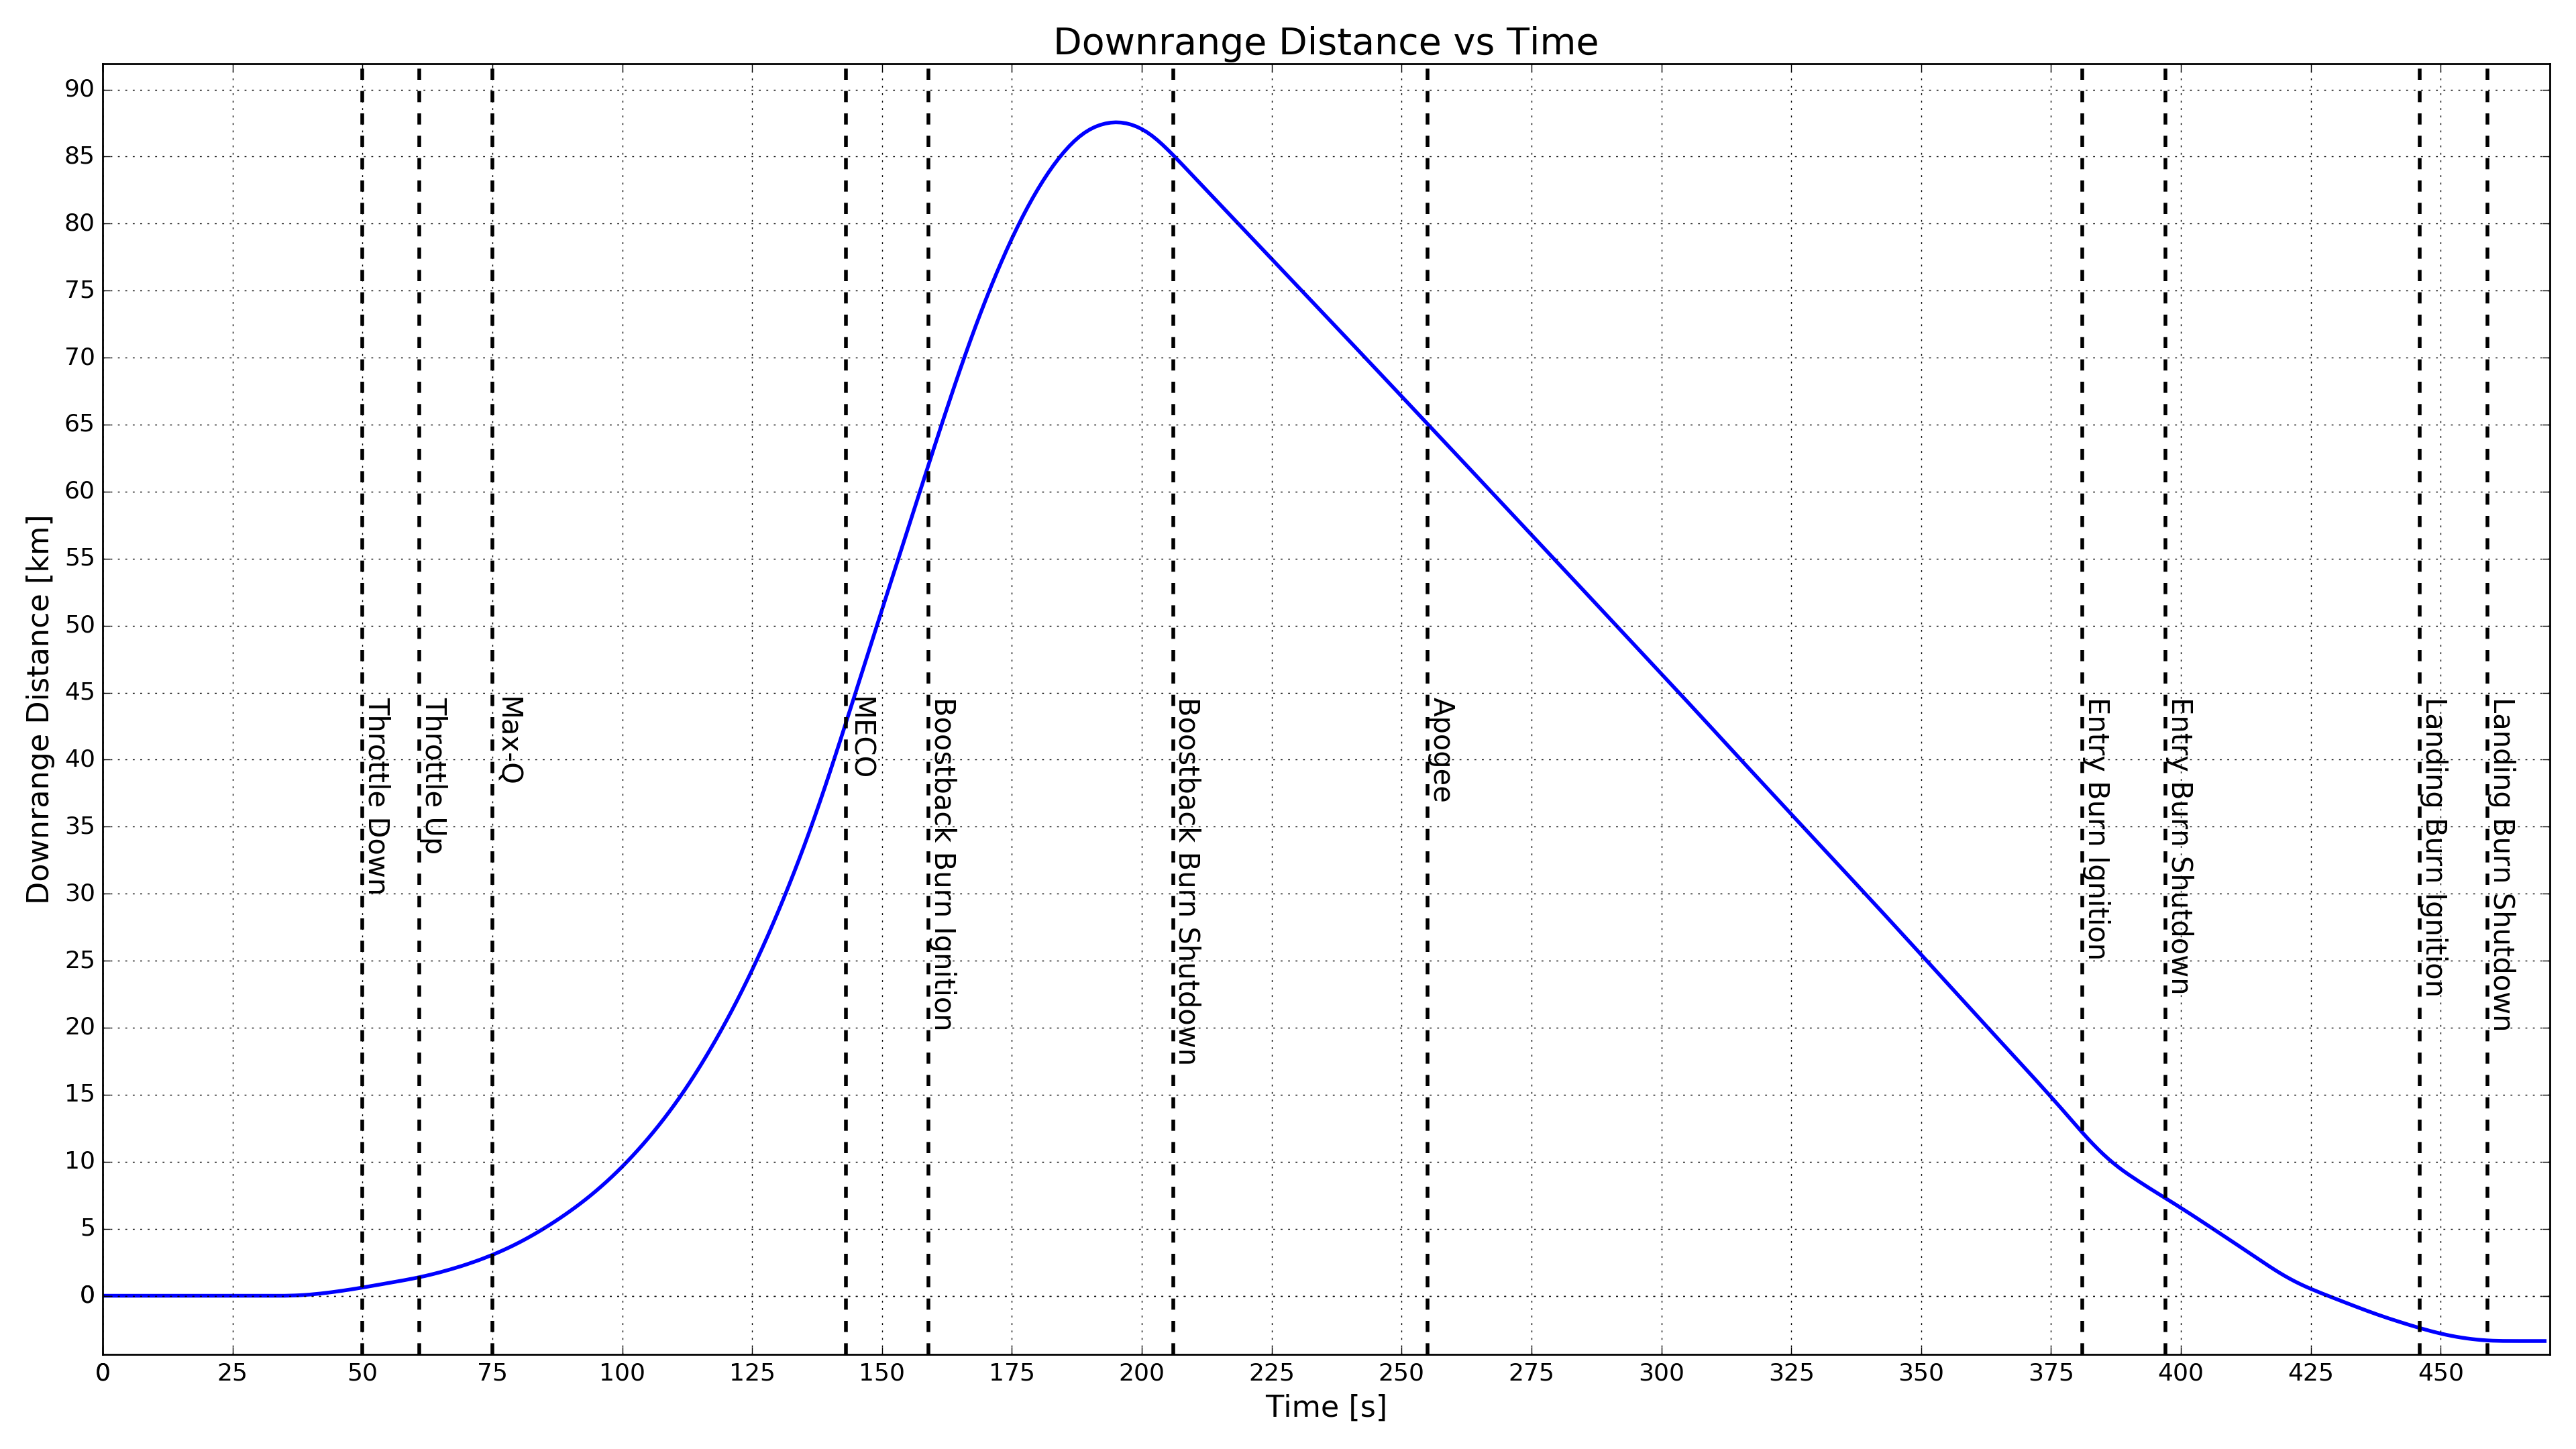 Downrange Distance vs Time
Downrange Distance [km]
90
85
80
75
70
65
60
55
50
45
40
35
30
25
20
15
10
5
0
Throttle Down
Throttle Up
Max-Q
MECO
Boostback Burn Ignition
Boostback Burn Shutdown
Apogee
Entry Burn Ignition
Entry Burn Shutdown
Landing Burn Ignition
Landing Burn Shutdown
0 25 50 75 100 125 150 175 200 225 250 275 300 325 350 375 400 425 450
Time [s]